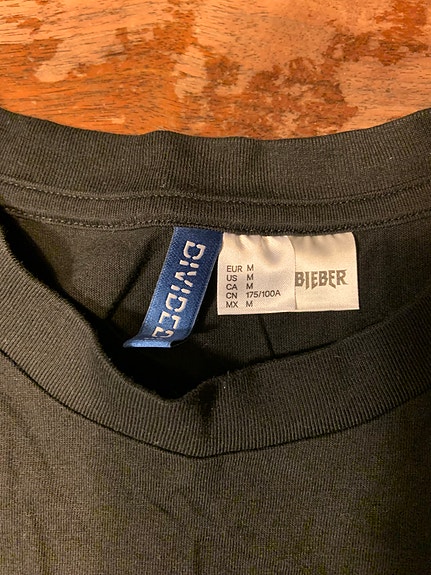 DIVIDED
EUR M
US M
CA M
CN 175/100A
MX M
BIEBER